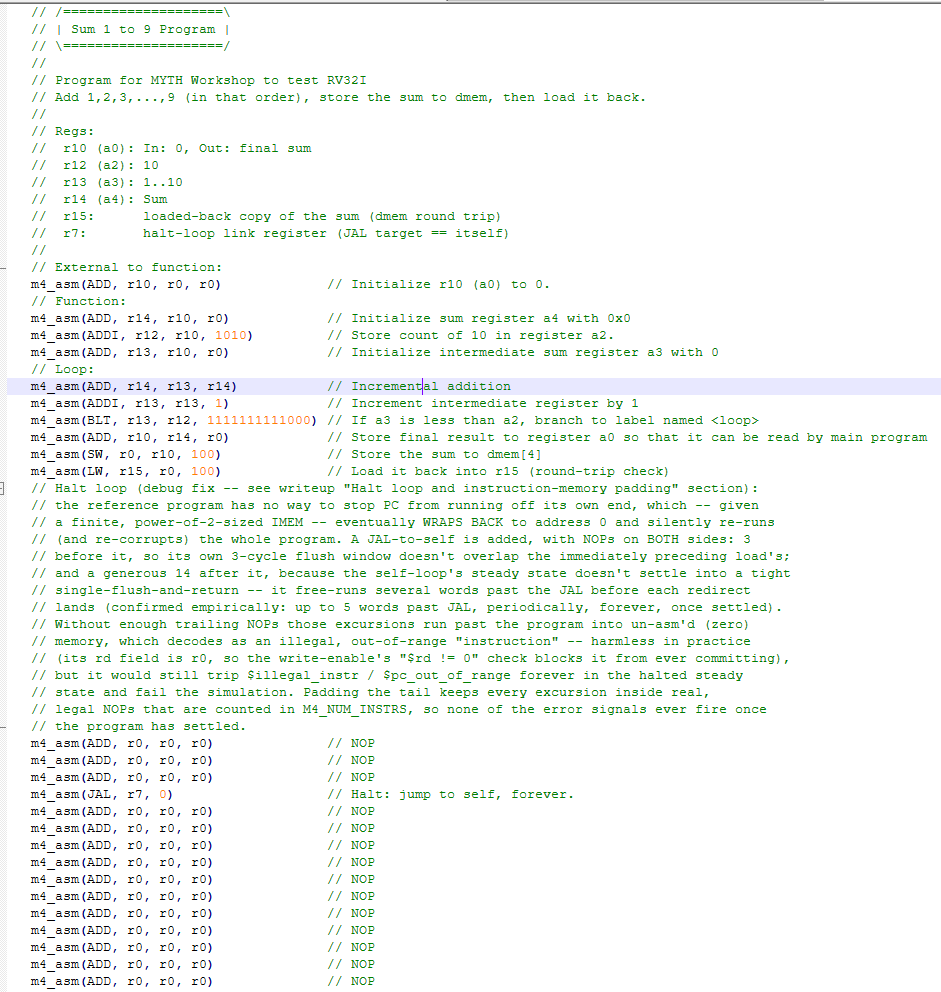 // /====================\
// | Sum 1 to 9 Program |
// \====================/
//
// Program for MYTH Workshop to test RV32I
// Add 1,2,3,...,9 (in that order), store the sum to dmem, then load it back.
//
// Regs:
//  r10 (a0): In: 0, Out: final sum
//  r12 (a2): 10
//  r13 (a3): 1..10
//  r14 (a4): Sum
//  r15:      loaded-back copy of the sum (dmem round trip)
//  r7:       halt-loop link register (JAL target == itself)
//
// External to function:
m4_asm(ADD, r10, r0, r0)              // Initialize r10 (a0) to 0.
// Function:
m4_asm(ADD, r14, r10, r0)             // Initialize sum register a4 with 0x0
m4_asm(ADDI, r12, r10, 1010)          // Store count of 10 in register a2.
m4_asm(ADD, r13, r10, r0)             // Initialize intermediate sum register a3 with 0
// Loop:
m4_asm(ADD, r14, r13, r14)            // Incremental addition
m4_asm(ADDI, r13, r13, 1)             // Increment intermediate register by 1
m4_asm(BLT, r13, r12, 1111111111000)  // If a3 is less than a2, branch to label named <loop>
m4_asm(ADD, r10, r14, r0)             // Store final result to register a0 so that it can be read by main program
m4_asm(SW, r0, r10, 100)              // Store the sum to dmem[4]
m4_asm(LW, r15, r0, 100)              // Load it back into r15 (round-trip check)
// Halt loop (debug fix -- see writeup "Halt loop and instruction-memory padding" section):
// the reference program has no way to stop PC from running off its own end, which -- given
// a finite, power-of-2-sized IMEM -- eventually WRAPS BACK to address 0 and silently re-runs
// (and re-corrupts) the whole program. A JAL-to-self is added, with NOPs on BOTH sides: 3
// before it, so its own 3-cycle flush window doesn't overlap the immediately preceding load's;
// and a generous 14 after it, because the self-loop's steady state doesn't settle into a tight
// single-flush-and-return -- it free-runs several words past the JAL before each redirect
// lands (confirmed empirically: up to 5 words past JAL, periodically, forever, once settled).
// Without enough trailing NOPs those excursions run past the program into un-asm'd (zero)
// memory, which decodes as an illegal, out-of-range "instruction" -- harmless in practice
// (its rd field is r0, so the write-enable's "$rd != 0" check blocks it from ever committing),
// but it would still trip $illegal_instr / $pc_out_of_range forever in the halted steady
// state and fail the simulation. Padding the tail keeps every excursion inside real,
// legal NOPs that are counted in M4_NUM_INSTRS, so none of the error signals ever fire once
// the program has settled.
m4_asm(ADD, r0, r0, r0)               // NOP
m4_asm(ADD, r0, r0, r0)               // NOP
m4_asm(ADD, r0, r0, r0)               // NOP
m4_asm(JAL, r7, 0)                    // Halt: jump to self, forever.
m4_asm(ADD, r0, r0, r0)               // NOP
m4_asm(ADD, r0, r0, r0)               // NOP
m4_asm(ADD, r0, r0, r0)               // NOP
m4_asm(ADD, r0, r0, r0)               // NOP
m4_asm(ADD, r0, r0, r0)               // NOP
m4_asm(ADD, r0, r0, r0)               // NOP
m4_asm(ADD, r0, r0, r0)               // NOP
m4_asm(ADD, r0, r0, r0)               // NOP
m4_asm(ADD, r0, r0, r0)               // NOP
m4_asm(ADD, r0, r0, r0)               // NOP
m4_asm(ADD, r0, r0, r0)               // NOP